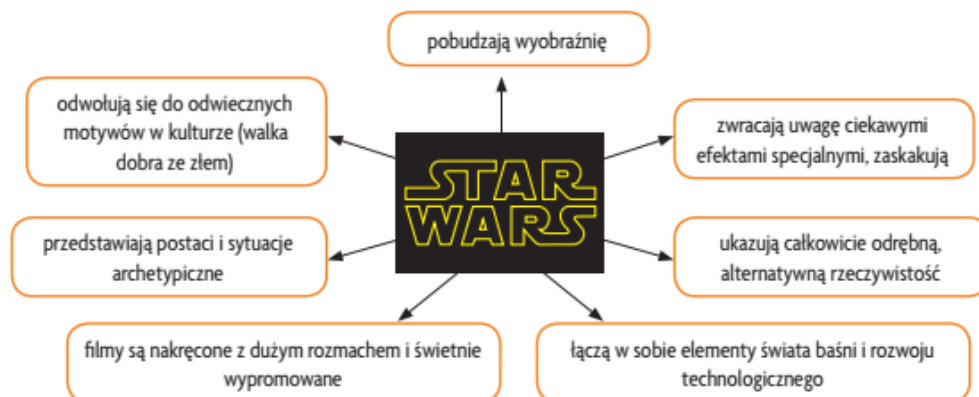 pobudzają wyobraźnię
odwołują się do odwiecznych
motywów w kulturze (walka
dobra ze złem)
zwracają uwagę ciekawymi
efektami specjalnymi, zaskakują
STAR
WARS
przedstawiają postaci i sytuacje
archetypiczne
ukazują całkowicie odrębną,
alternatywną rzeczywistość
filmy są nakręcone z dużym rozmachem i świetnie
wypromowane
łączą w sobie elementy świata baśni i rozwoju
technologicznego